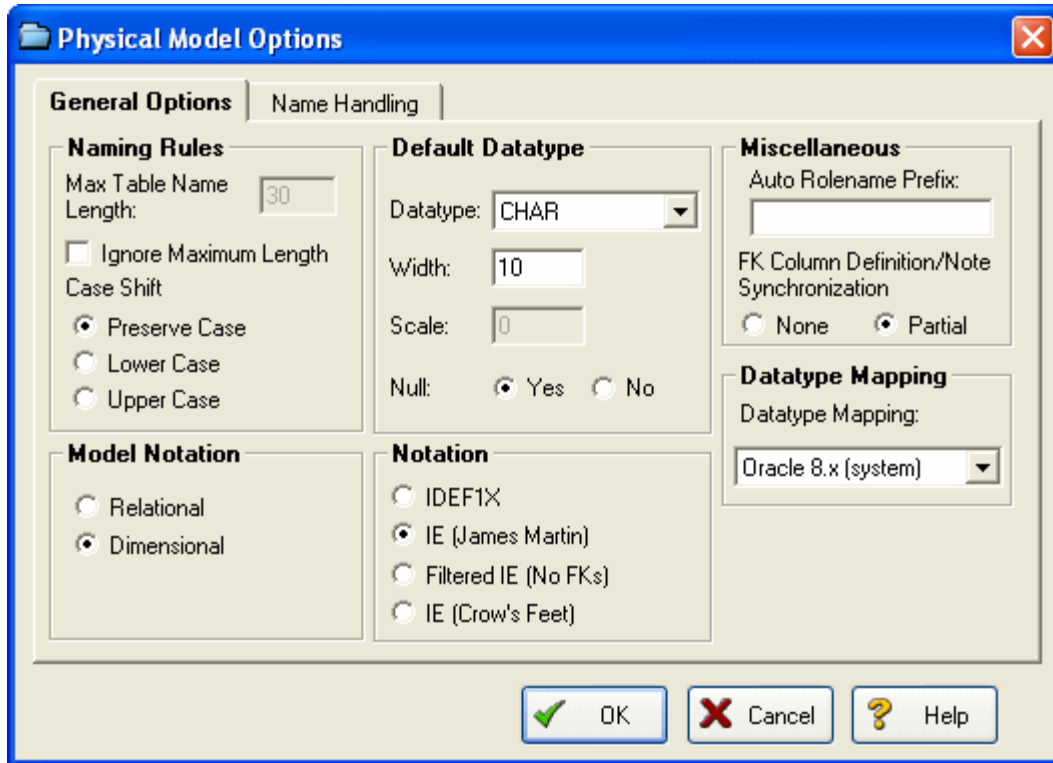 Physical Model Options
General Options
Name Handling
Naming Rules
Max Table Name
Length:
30
Ignore Maximum Length
Case Shift
Preserve Case
Lower Case
Upper Case
Default Datatype
Datatype: CHAR
Width: 10
Scale: 0
Null: Yes No
Miscellaneous
Auto Rolename Prefix:
FK Column Definition/Note
Synchronization
None Partial
Datatype Mapping
Datatype Mapping:
Oracle 8.x (system)
Model Notation
Relational
Dimensional
Notation
IDEF1X
IE (James Martin)
Filtered IE (No FKs)
IE (Crow's Feet)
OK
Cancel
Help